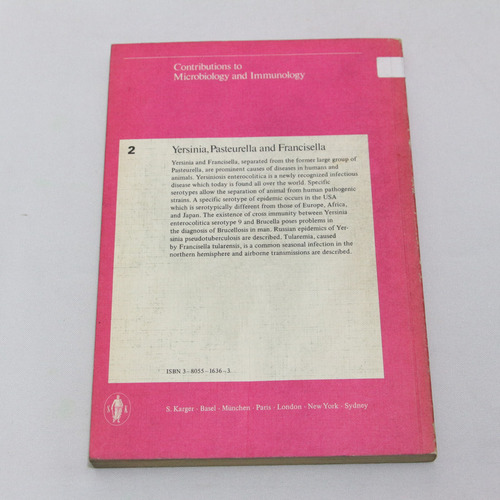 Contributions to
Microbiology and Immunology
2 Yersinia, Pasteurella and Francisella
Yersinia and Francisella, separated from the former large group of
Pasteurella, are prominent causes of diseases in humans and
animals. Yersiniosis enterocolitica is a newly recognized infectious
disease which today is found all over the world. Specific
serotypes allow the separation of animal from human pathogenic
strains. A specific serotype of epidemic occurs in the USA
which is serotypically different from those of Europe, Africa,
and Japan. The existence of cross immunity between Yersinia
enterocolitica serotype 9 and Brucella poses problems in
the diagnosis of Brucellosis in man. Russian epidemics of Yer-
sinia pseudotuberculosis are described. Tularemia, caused
by Francisella tularensis, is a common seasonal infection in the
northern hemisphere and airborne transmissions are described.
ISBN 3-8055-1636-3
S. Karger · Basel · München · Paris · London · New York · Sydney